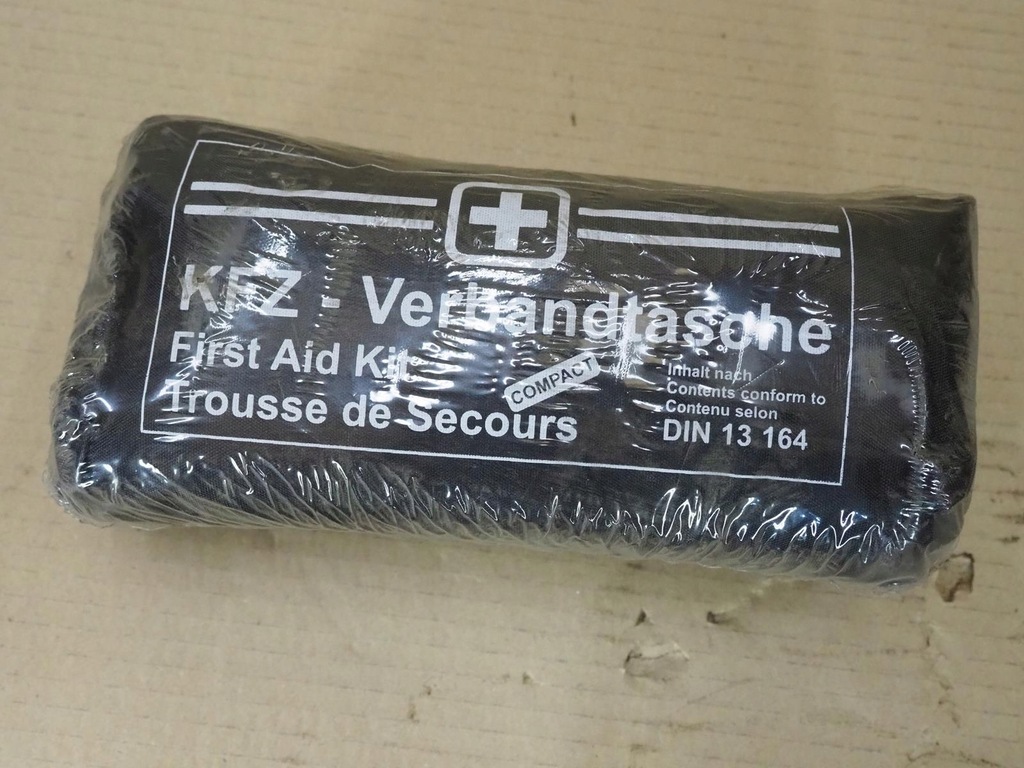 KFZ - Verbandtasche
First Aid Kit
Trousse de Secours
COMPACT
Inhalt nach
Contents conform to
Contenu selon
DIN 13 164